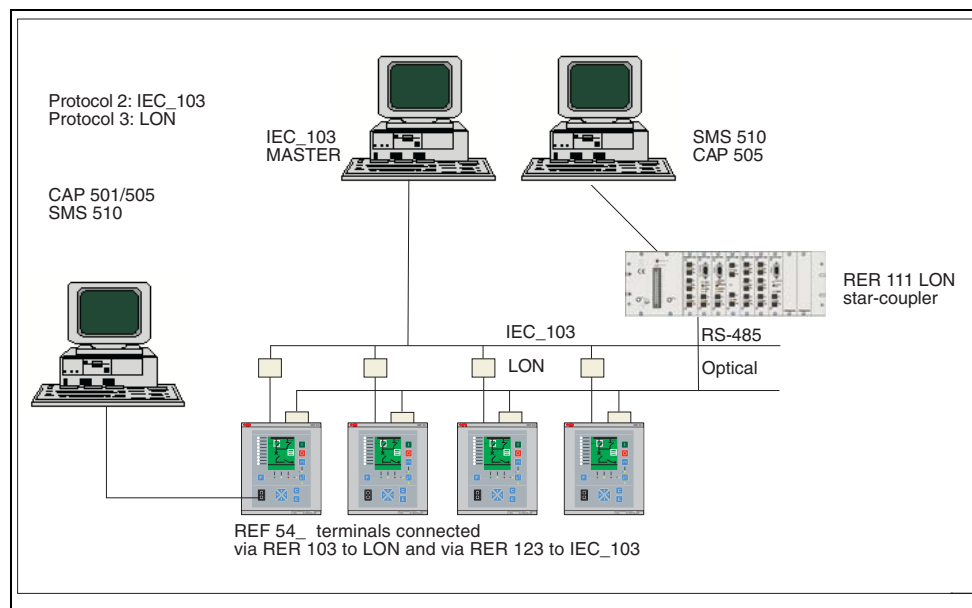 Protocol 2: IEC_103
Protocol 3: LON
IEC_103
MASTER
SMS 510
CAP 505
CAP 501/505
SMS 510
RER 111 LON
star-coupler
IEC_103
RS-485
LON
Optical
REF 54_ terminals connected
via RER 103 to LON and via RER 123 to IEC_103